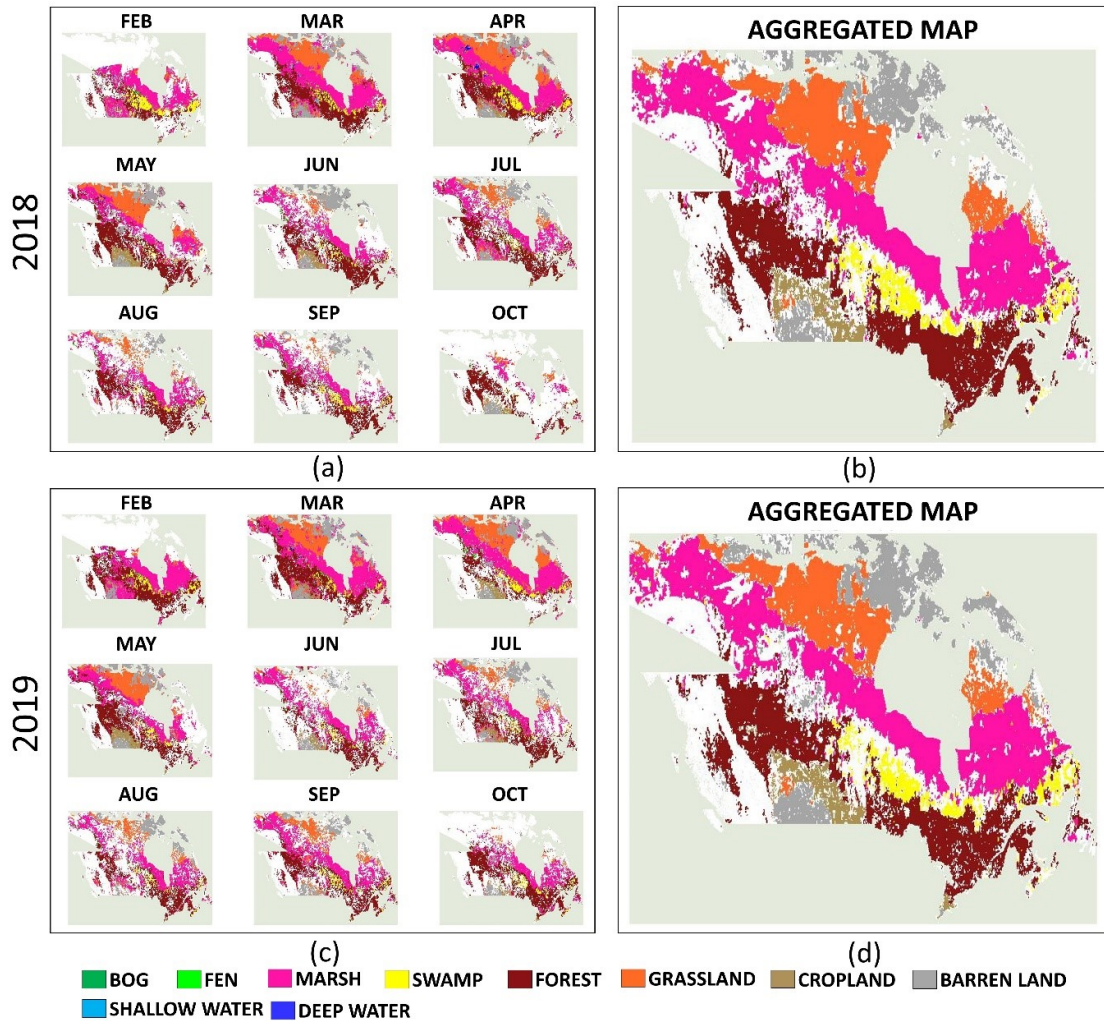 FEB MAR APR
MAY JUN JUL
AUG SEP OCT
2018
(a)
AGGREGATED MAP
(b)
FEB MAR APR
MAY JUN JUL
AUG SEP OCT
2019
(c)
AGGREGATED MAP
(d)
BOG FEN MARSH SWAMP FOREST GRASSLAND CROPLAND BARREN LAND
SHALLOW WATER DEEP WATER